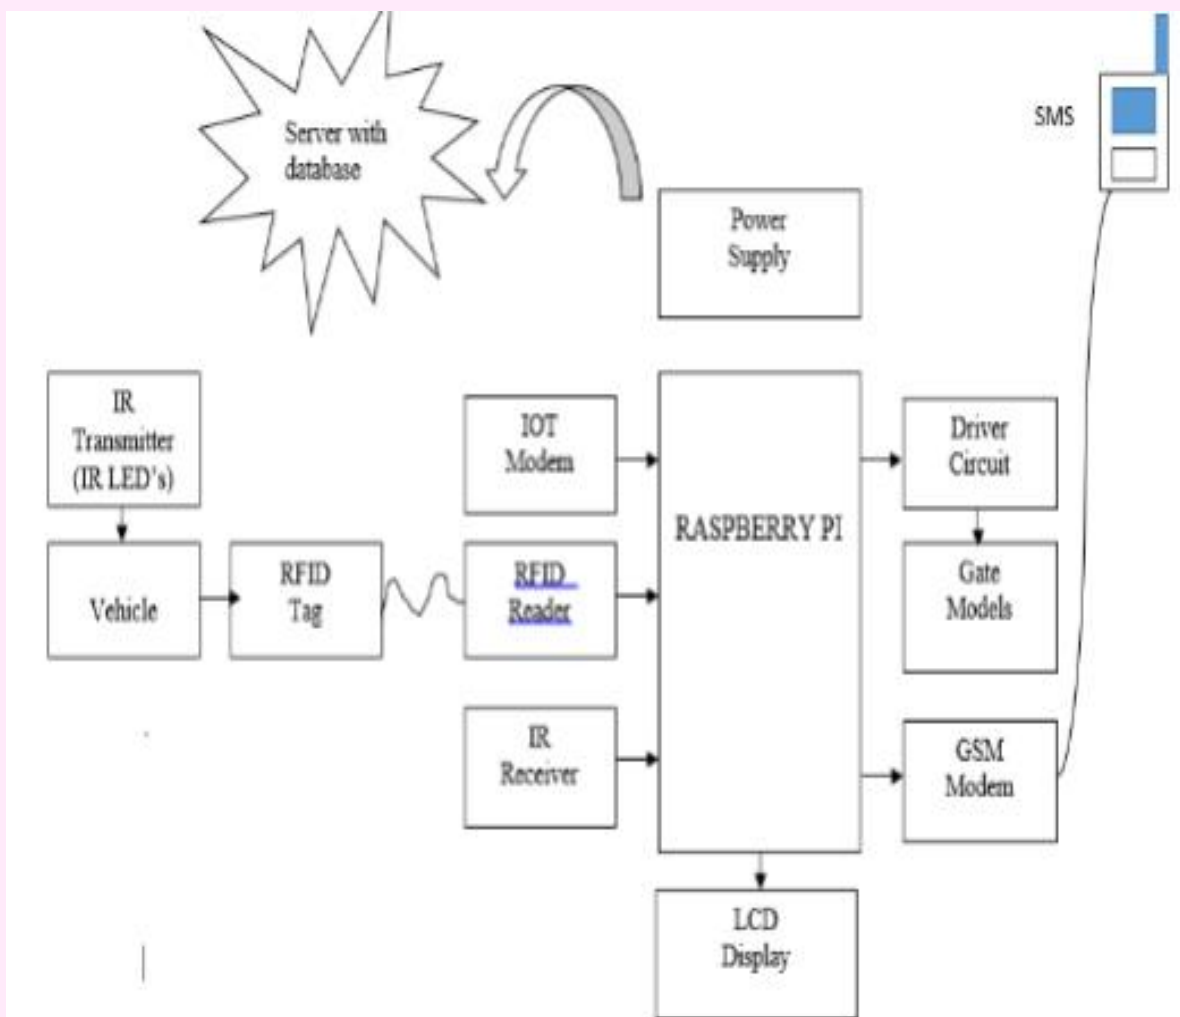 Server with
database
SMS
Power
Supply
IR
Transmitter
(IR LED's)
IOT
Modem
RASPBERRY PI
Driver
Circuit
Vehicle
RFID
Tag
RFID
Reader
Gate
Models
IR
Receiver
GSM
Modem
LCD
Display